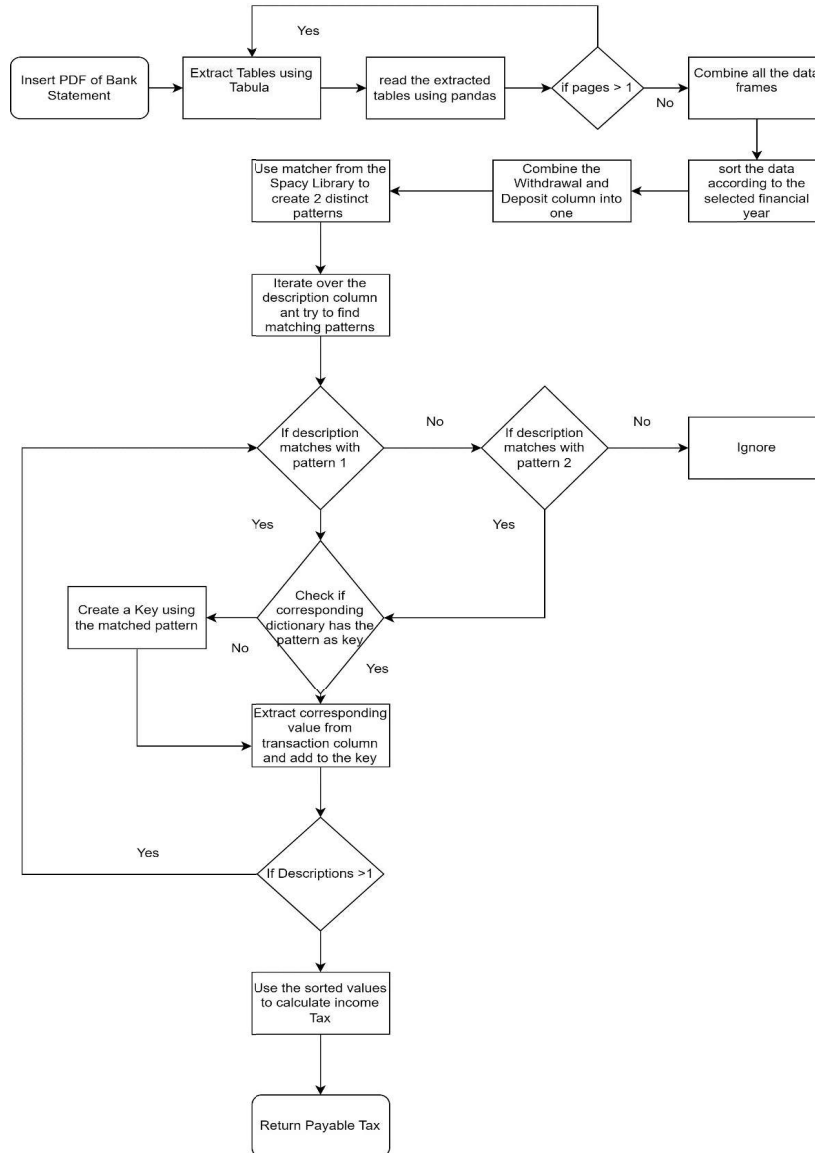 Yes
Insert PDF of Bank
Statement
Extract Tables using
Tabula
read the extracted
tables using pandas
if pages > 1
No
Combine all the data
frames
Use matcher from the
Spacy Library to
create 2 distinct
patterns
Combine the
Withdrawal and
Deposit column into
one
sort the data
according to the
selected financial
year
Iterate over the
description column
ant try to find
matching patterns
If description
matches with
pattern 1
No
If description
matches with
pattern 2
No
Ignore
Yes
Yes
Create a Key using
the matched pattern
No
Check if
corresponding
dictionary has the
pattern as key
Yes
Extract corresponding
value from
transaction column
and add to the key
Yes
If Descriptions >1
Use the sorted values
to calculate income
Tax
Return Payable Tax